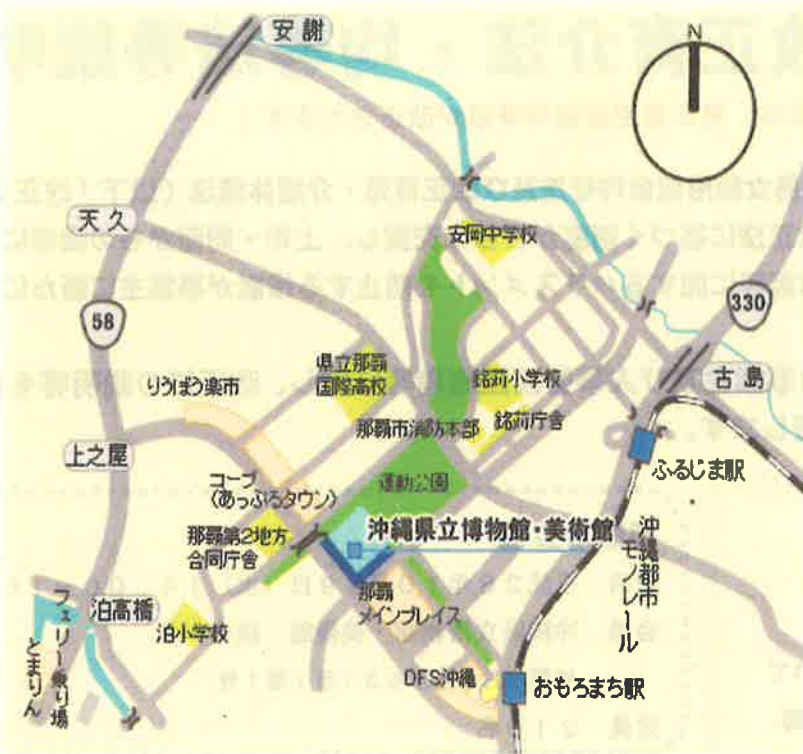 安謝
N
天久
安岡中学校
58
330
県立那覇
国際高校
銘苅小学校
りうぼう楽市
古島
那覇市消防本部
銘苅庁舎
上之屋
ふるじま駅
コープ
(あっぷるタウン)
運動公園
沖縄県立博物館・美術館
那覇第2地方
合同庁舎
沖縄都市
モノレール
那覇
メインプレイス
泊高橋
泊小学校
フェリー乗り場
とまりん
DFS沖縄
おもろまち駅